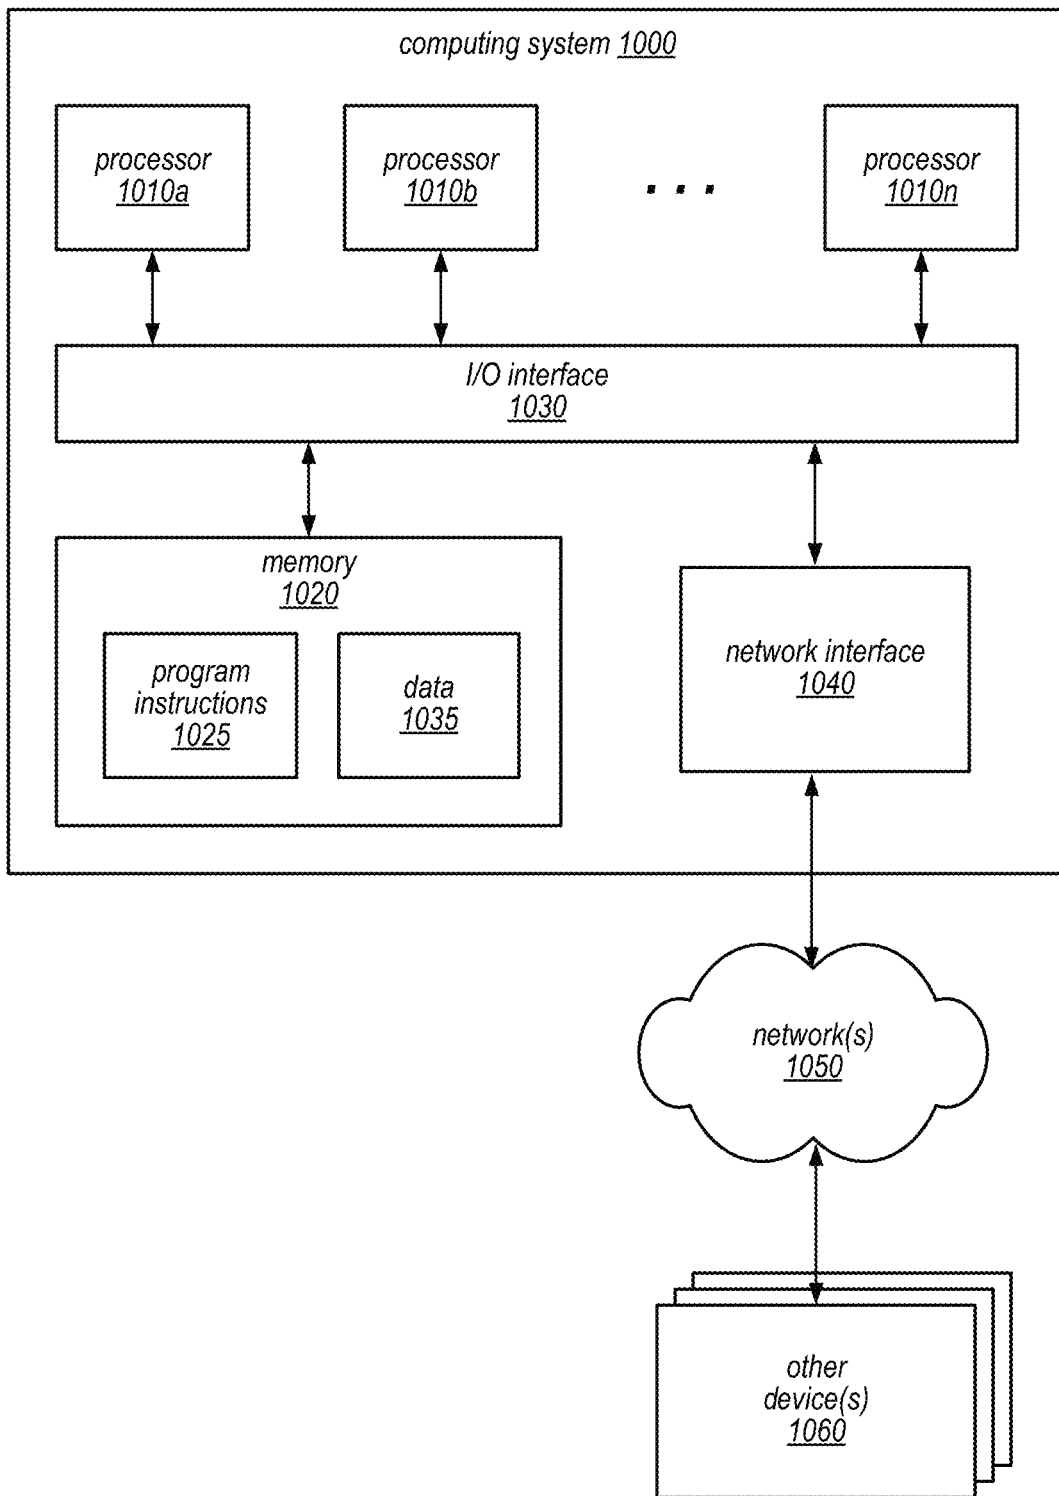 computing system 1000
processor
1010a
processor
1010b
. . .
processor
1010n
I/O interface
1030
memory
1020
program
instructions
1025
data
1035
network interface
1040
network(s)
1050
other
device(s)
1060